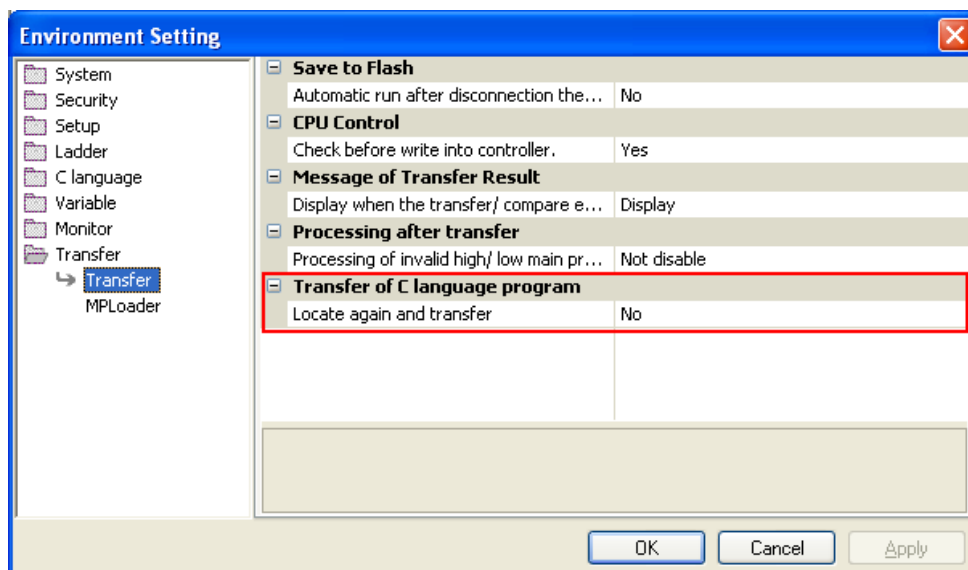 Environment Setting
System
Security
Setup
Ladder
C language
Variable
Monitor
Transfer
Transfer
MPLoader
Save to Flash
Automatic run after disconnection the... No
CPU Control
Check before write into controller. Yes
Message of Transfer Result
Display when the transfer/ compare e... Display
Processing after transfer
Processing of invalid high/ low main pr... Not disable
Transfer of C language program
Locate again and transfer No
OK Cancel Apply